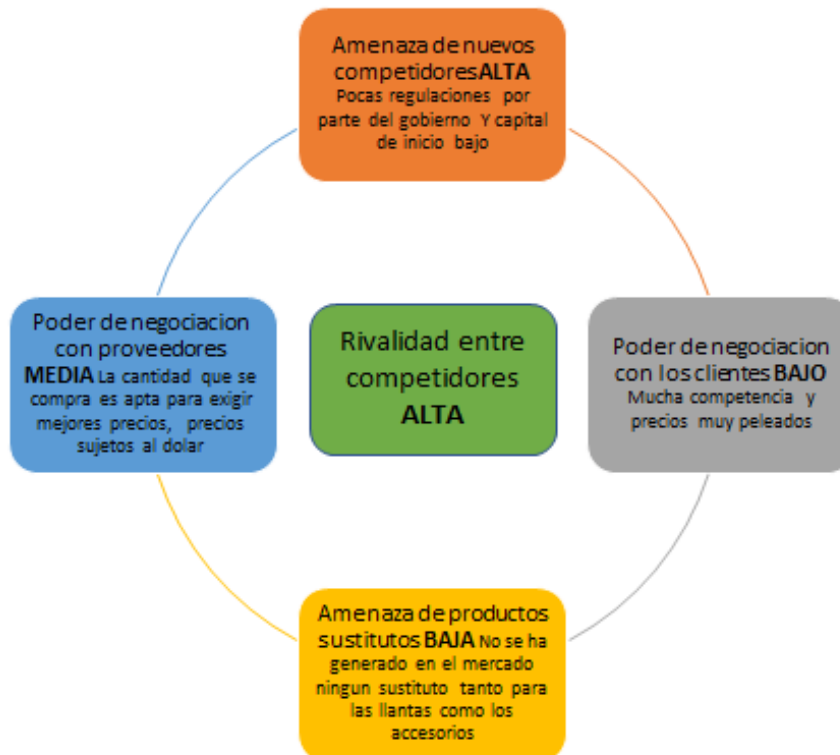 Amenaza de nuevos
competidores ALTA
Pocas regulaciones por
parte del gobierno Y capital
de inicio bajo
Poder de negociacion
con proveedores
MEDIA La cantidad que se
compra es apta para exigir
mejores precios, precios
sujetos al dolar
Rivalidad entre
competidores
ALTA
Poder de negociacion
con los clientes BAJO
Mucha competencia y
precios muy peleados
Amenaza de productos
sustitutos BAJA No se ha
generado en el mercado
ningun sustituto tanto para
las llantas como los
accesorios